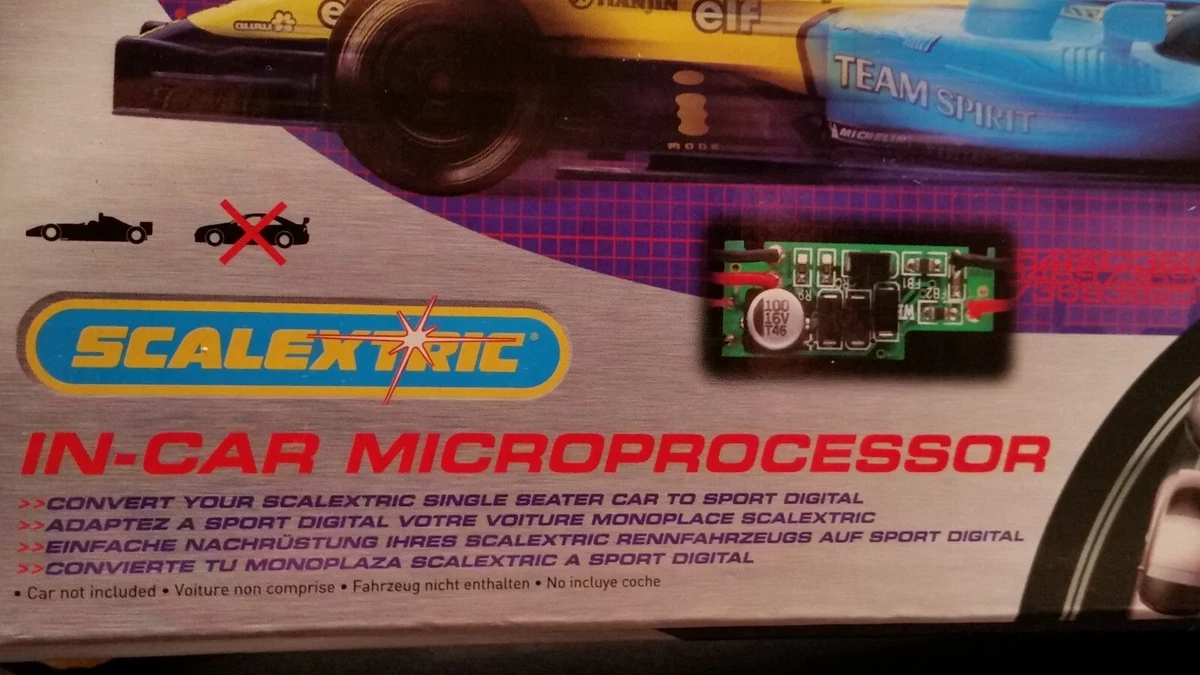 elf
TEAM SPIRIT
MICHELIN
100
16V
T46
FB1
FB2
SCALEXTRIC
IN-CAR MICROPROCESSOR
>>CONVERT YOUR SCALEXTRIC SINGLE SEATER CAR TO SPORT DIGITAL
>>ADAPTEZ A SPORT DIGITAL VOTRE VOITURE MONOPLACE SCALEXTRIC
>>EINFACHE NACHRÜSTUNG IHRES SCALEXTRIC RENNFAHRZEUGS AUF SPORT DIGITAL
>>CONVIERTE TU MONOPLAZA SCALEXTRIC A SPORT DIGITAL
• Car not included • Voiture non comprise • Fahrzeug nicht enthalten • No incluye coche